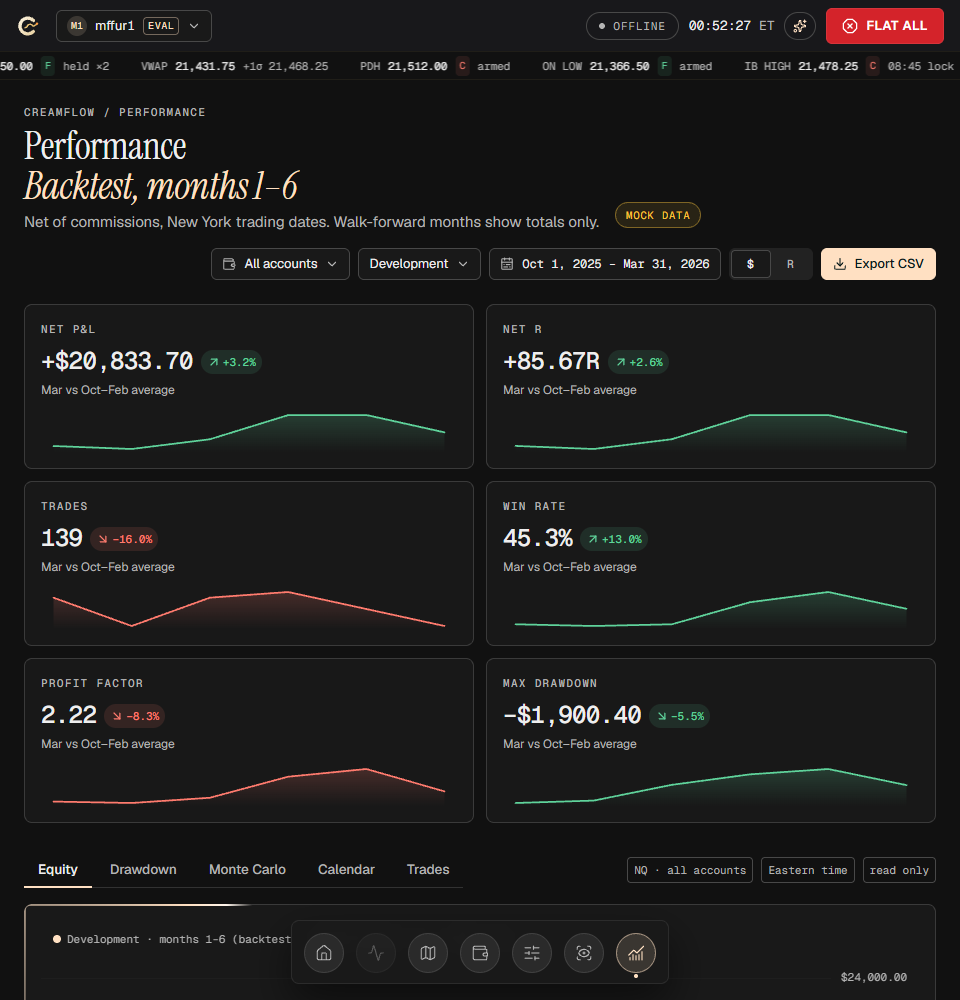 M1 mffur1 EVAL OFFLINE 00:52:27 ET FLAT ALL
50.00 F held ×2 VWAP 21,431.75 +1σ 21,468.25 PDH 21,512.00 C armed ON LOW 21,366.50 F armed IB HIGH 21,478.25 C 08:45 lock
CREAMFLOW / PERFORMANCE
Performance
Backtest, months 1–6
Net of commissions, New York trading dates. Walk-forward months show totals only. MOCK DATA
All accounts Development Oct 1, 2025 – Mar 31, 2026 $ R Export CSV
NET P&L
+$20,833.70 +3.2%
Mar vs Oct–Feb average
NET R
+85.67R +2.6%
Mar vs Oct–Feb average
TRADES
139 −16.0%
Mar vs Oct–Feb average
WIN RATE
45.3% +13.0%
Mar vs Oct–Feb average
PROFIT FACTOR
2.22 −8.3%
Mar vs Oct–Feb average
MAX DRAWDOWN
−$1,900.40 −5.5%
Mar vs Oct–Feb average
Equity Drawdown Monte Carlo Calendar Trades NQ · all accounts Eastern time read only
Development · months 1-6 (backtest
$24,000.00